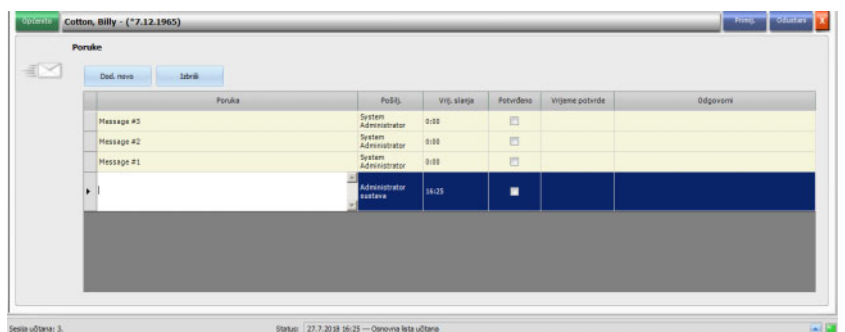 Općenito Cotton, Billy - (*7.12.1965) Primij. Odustani X
Poruke
Dod. novo Izbriši
Poruka Pošilj. Vrij. slanja Potvrđeno Vrijeme potvrde Odgovorni
Message #3 System Administrator 0:00
Message #2 System Administrator 0:00
Message #1 System Administrator 0:00
Administrator sustava 16:25
Sesija učitana: 3. Status: 27.7.2018 16:25 --- Osnovna lista učitana